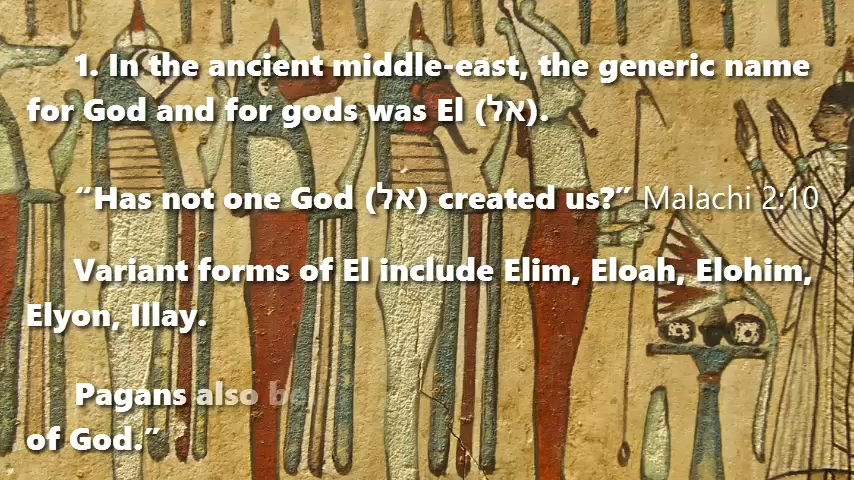 1. In the ancient middle-east, the generic name
for God and for gods was El (אל).
“Has not one God (אל) created us?” Malachi 2:10
Variant forms of El include Elim, Eloah, Elohim,
Elyon, Illay.
Pagans also be
of God.”